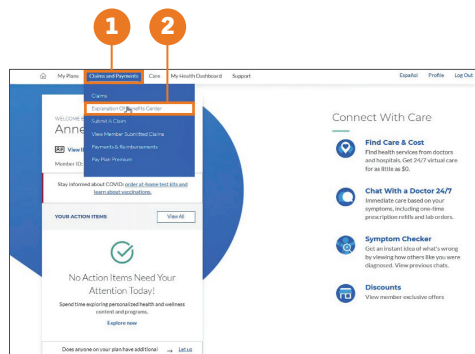 1 2
My Plans Claims and Payments Care My Health Dashboard Support Español Profile Log Out
Claims
Explanation Of Benefits Center
Submit A Claim
View Member Submitted Claims
Payments & Reimbursements
Pay Plan Premium
WELCOME
Anne
View
Member ID:
Stay informed about COVID: order at-home test kits and
learn about vaccinations.
YOUR ACTION ITEMS View All
No Action Items Need Your
Attention Today!
Spend time exploring personalized health and wellness
content and programs.
Explore now
Does anyone on your plan have additional → Let us
Connect With Care
Find Care & Cost
Find health services from doctors
and hospitals. Get 24/7 virtual care
for as little as $0.
Chat With a Doctor 24/7
Immediate care based on your
symptoms, including one-time
prescription refills and lab orders.
Symptom Checker
Get an instant idea of what's wrong
by viewing how others like you were
diagnosed. View previous chats.
Discounts
View member exclusive offers